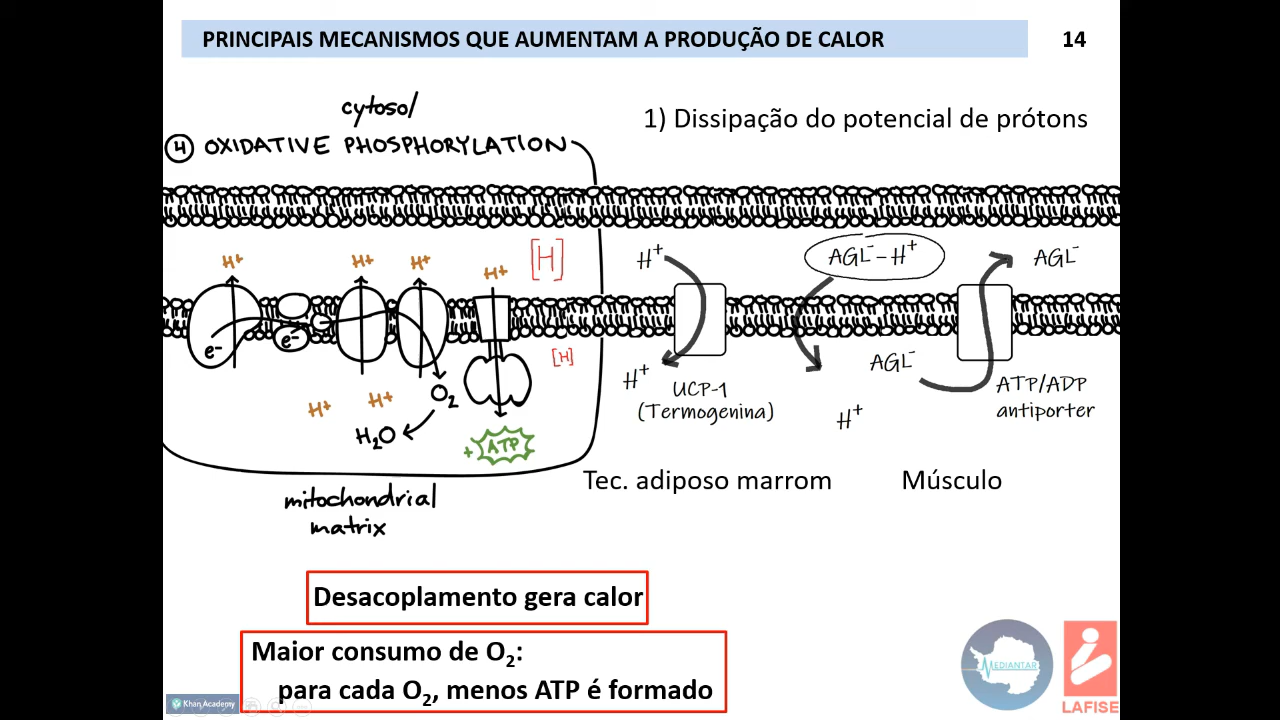 PRINCIPAIS MECANISMOS QUE AUMENTAM A PRODUÇÃO DE CALOR
14
cytosol
4 OXIDATIVE PHOSPHORYLATION
1) Dissipação do potencial de prótons
H+
H+
H+
H+
[H]
H+
AGL⁻–H+
AGL⁻
e-
e-
[H]
H+
H+
O₂
H₂O
+ ATP
H+
UCP-1
(Termogenina)
AGL⁻
H+
ATP/ADP
antiporter
Tec. adiposo marrom
Músculo
mitochondrial
matrix
Desacoplamento gera calor
Maior consumo de O₂:
para cada O₂, menos ATP é formado
Khan Academy
MEDIANTAR
LAFISE